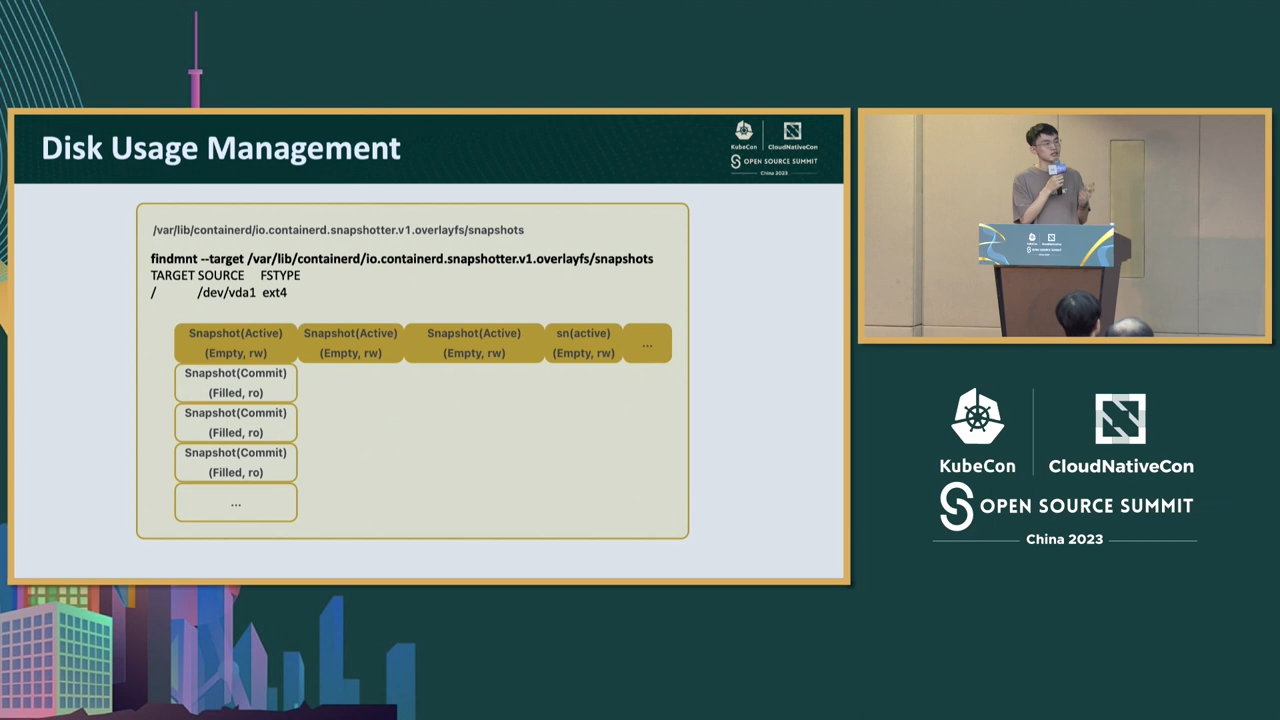 Disk Usage Management
KubeCon
CloudNativeCon
OPEN SOURCE SUMMIT
China 2023
/var/lib/containerd/io.containerd.snapshotter.v1.overlayfs/snapshots
findmnt --target /var/lib/containerd/io.containerd.snapshotter.v1.overlayfs/snapshots
TARGET SOURCE FSTYPE
/ /dev/vda1 ext4
Snapshot(Active) Snapshot(Active) Snapshot(Active) sn(active) ...
(Empty, rw) (Empty, rw) (Empty, rw) (Empty, rw)
Snapshot(Commit)
(Filled, ro)
Snapshot(Commit)
(Filled, ro)
Snapshot(Commit)
(Filled, ro)
...
KubeCon
CloudNativeCon
OPEN SOURCE SUMMIT
China 2023